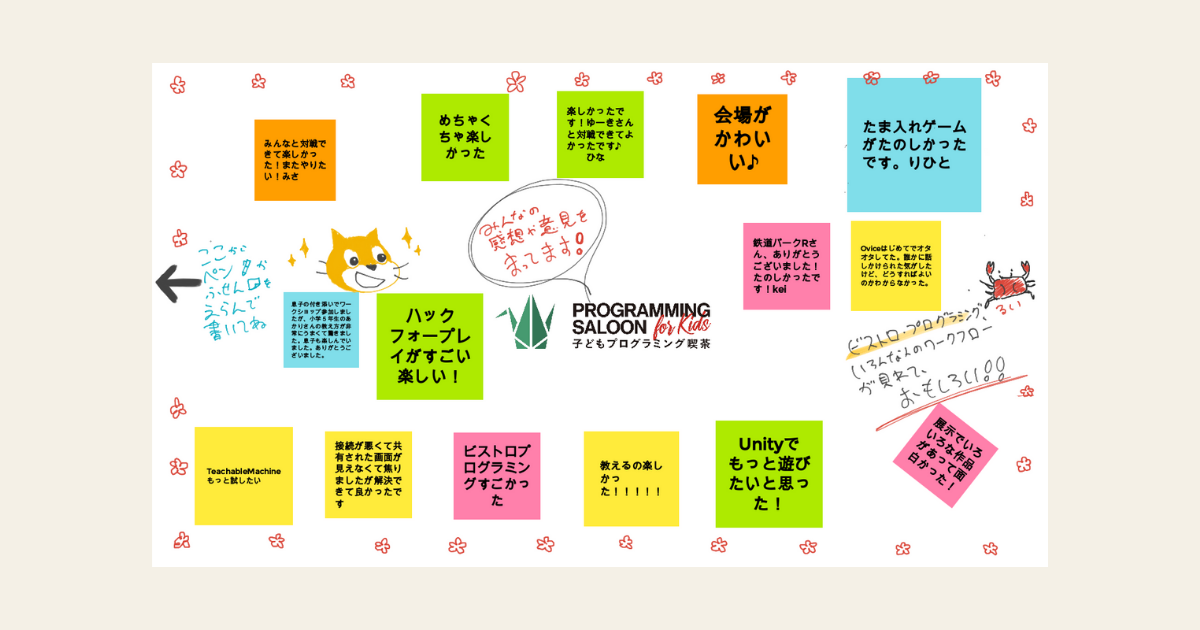 みんなと対戦で
きて楽しかっ
た！またやりた
い！みさ
めちゃく
ちゃ楽し
かった
楽しかったで
す！ゆーきさん
と対戦できてよ
かったです♪
ひな
会場が
かわい
い♪
たま入れゲーム
がたのしかった
です。りひと
みんなの
感想や意見を
まってます!
ここから
ペンか
ふせんを
えらんで
書いてね
息子の付き添いでワー
クショップ参加しまし
たが、小学５年生のあ
かりさんの教え方が非
常にうまくて驚きまし
た。息子も楽しんでい
ました。ありがとうご
ざいました。
ハック
フォープレ
イがすごい
楽しい！
PROGRAMMING
SALOON for Kids
子どもプログラミング喫茶
鉄道パークRさ
ん、ありがとう
ございました！
たのしかったで
す！kei
Oviceはじめてでオタ
オタしてた。誰かに話
しかけられた気がした
けど、どうすればよい
のかわからなかった。
るい
ビストロ・プログラミング、
いろんな人のワークフロー
が見れて、
おもしろい!!
TeachableMachine
もっと試したい
接続が悪くて共
有された画面が
見えなくて焦り
ましたが解決で
きて良かったで
す
ビストロプ
ログラミン
グすごかっ
た
教えるの楽し
かっ
た！！！！！
Unityで
もっと遊び
たいと思っ
た！
展示でいろ
いろな作品
があって面
白かった！